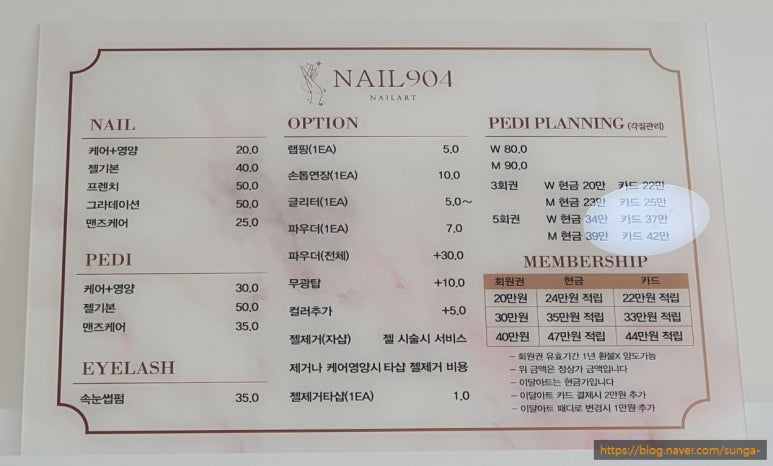 NAIL904
NAILART
NAIL
케어+영양 20.0
젤기본 40.0
프렌치 50.0
그라데이션 50.0
맨즈케어 25.0
PEDI
케어+영양 30.0
젤기본 50.0
맨즈케어 35.0
EYELASH
속눈썹펌 35.0
OPTION
랩핑(1EA) 5.0
손톱연장(1EA) 10.0
글리터(1EA) 5.0~
파우더(1EA) 7.0
파우더(전체) +30.0
무광탑 +10.0
컬러추가 +5.0
젤제거(자샵) 젤 시술시 서비스
제거나 케어영양시 타샵 젤제거 비용
젤제거타샵(1EA) 1.0
PEDI PLANNING (각질관리)
W 80.0
M 90.0
3회권 W 현금 20만 카드 22만
M 현금 23만 카드 25만
5회권 W 현금 34만 카드 37만
M 현금 39만 카드 42만
MEMBERSHIP
회원권 현금 카드
20만원 24만원 적립 22만원 적립
30만원 35만원 적립 33만원 적립
40만원 47만원 적립 44만원 적립
- 회원권 유효기간 1년 환불X 양도가능
- 위 금액은 정상가 금액입니다
- 이달아트는 현금가입니다
- 이달아트 카드 결제시 2만원 추가
- 이달아트 패디로 변경시 1만원 추가
https://blog.naver.com/sunga-